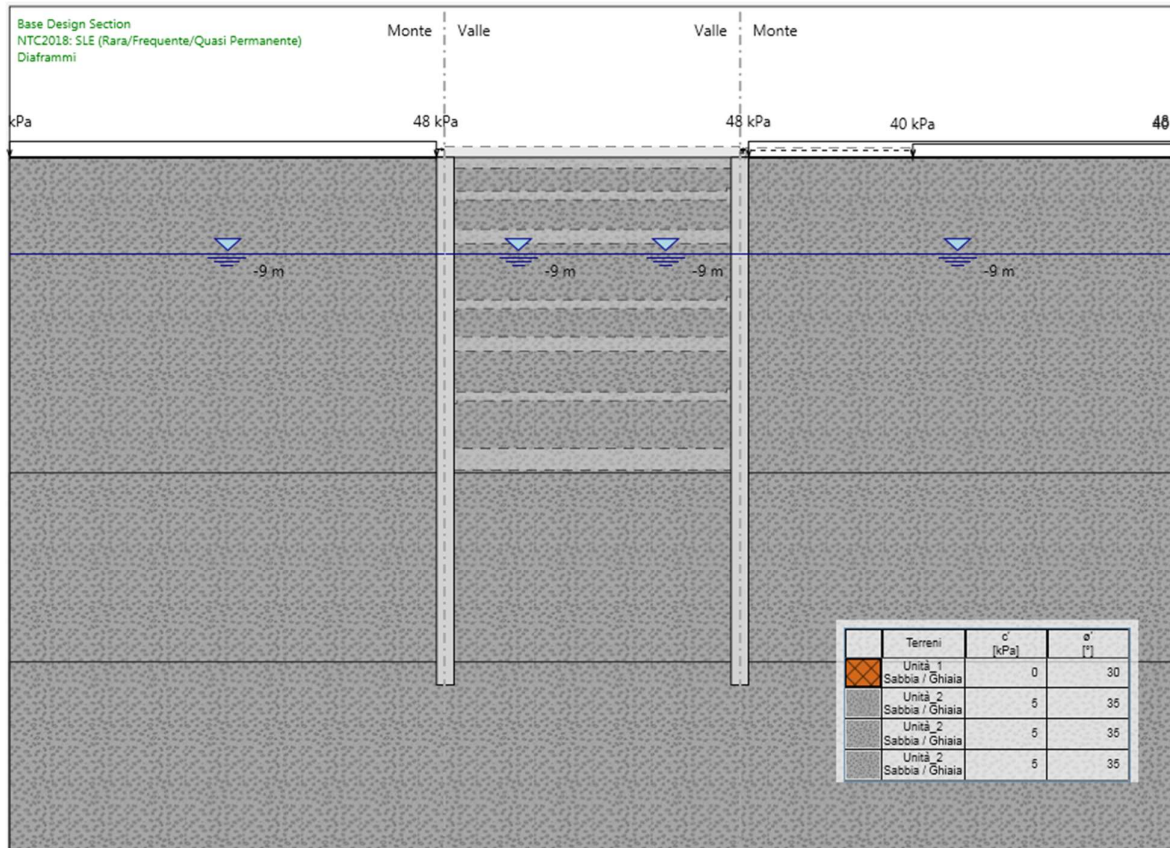 Base Design Section
NTC2018: SLE (Rara/Frequente/Quasi Permanente)
Diaframmi
Monte Valle Valle Monte
kPa 48 kPa 48 kPa 40 kPa
-9 m -9 m -9 m -9 m
Terreni c' [kPa] ø' [°]
Unità_1 Sabbia / Ghiaia 0 30
Unità_2 Sabbia / Ghiaia 5 35
Unità_2 Sabbia / Ghiaia 5 35
Unità_2 Sabbia / Ghiaia 5 35